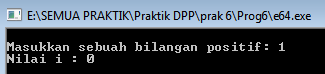 E:\SEMUA PRAKTIK\Praktik DPP\prak 6\Prog6\e64.exe
Masukkan sebuah bilangan positif: 1
Nilai i : 0